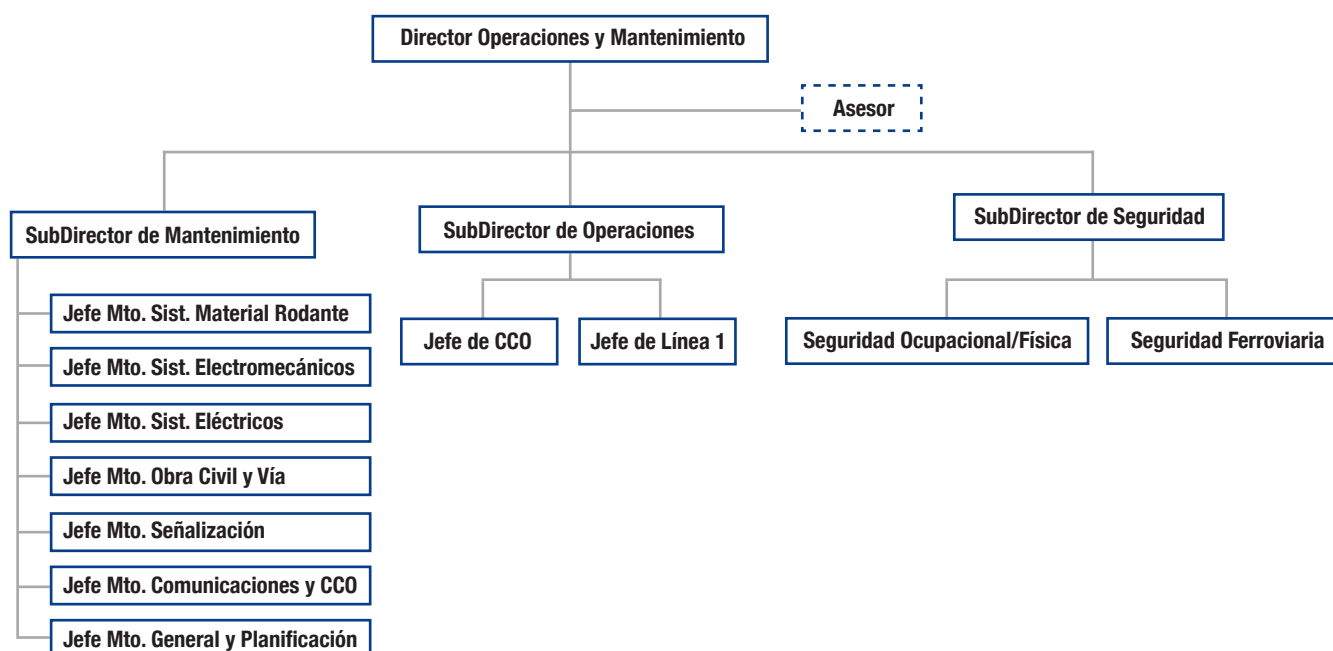 Director Operaciones y Mantenimiento
Asesor
SubDirector de Mantenimiento
SubDirector de Operaciones
SubDirector de Seguridad
Jefe Mto. Sist. Material Rodante
Jefe Mto. Sist. Electromecánicos
Jefe Mto. Sist. Eléctricos
Jefe Mto. Obra Civil y Vía
Jefe Mto. Señalización
Jefe Mto. Comunicaciones y CCO
Jefe Mto. General y Planificación
Jefe de CCO
Jefe de Línea 1
Seguridad Ocupacional/Física
Seguridad Ferroviaria